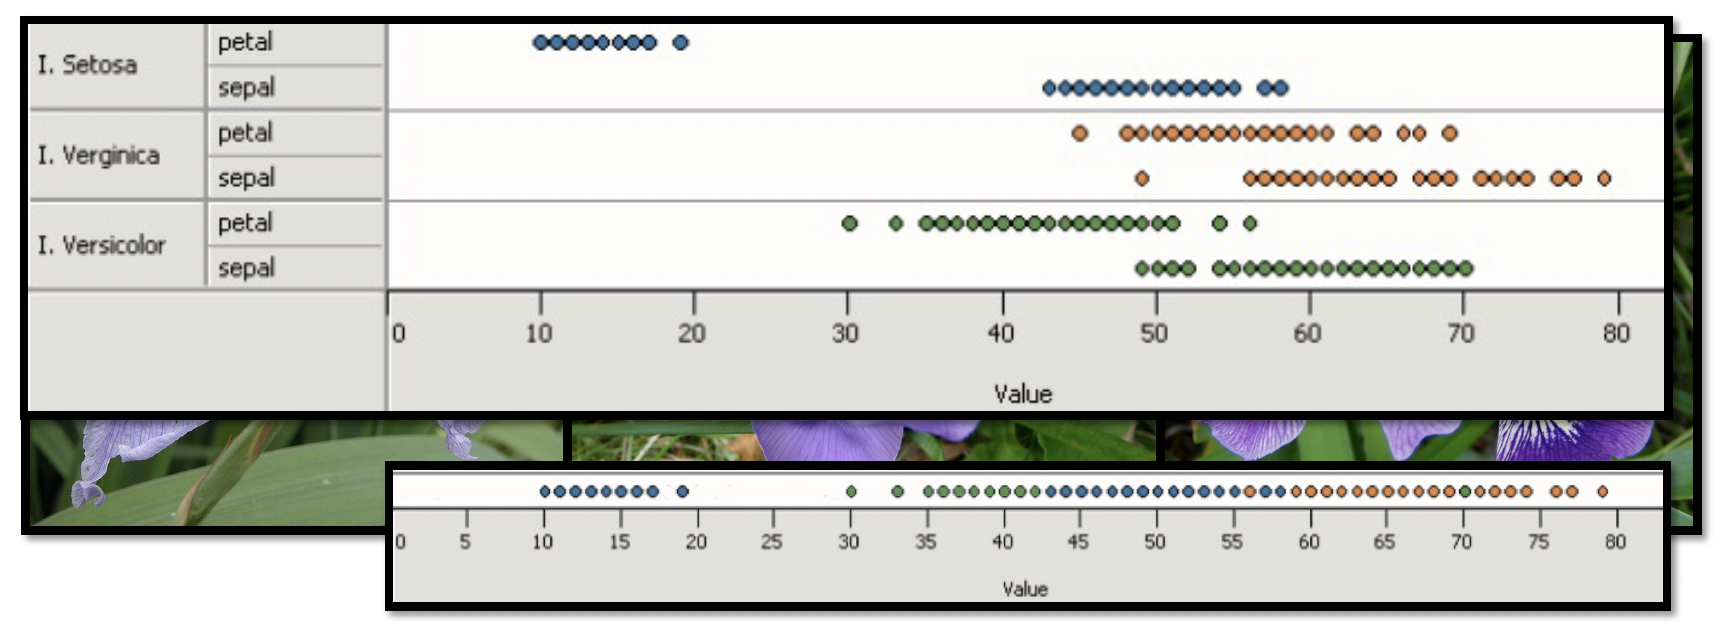 petal
I. Setosa
sepal
petal
I. Verginica
sepal
petal
I. Versicolor
sepal
0 10 20 30 40 50 60 70 80
Value
0 5 10 15 20 25 30 35 40 45 50 55 60 65 70 75 80
Value